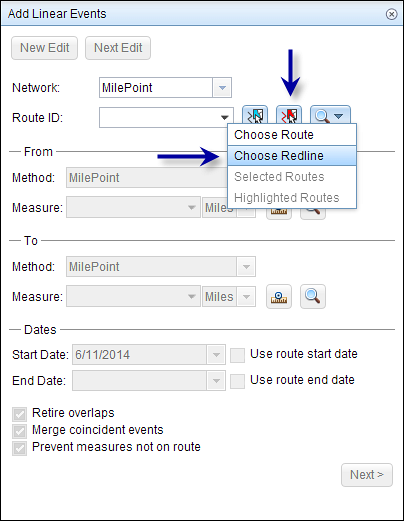 Add Linear Events
New Edit Next Edit
Network: MilePoint
Route ID:
Choose Route
Choose Redline
Selected Routes
Highlighted Routes
From
Method: MilePoint
Measure: Miles
To
Method: MilePoint
Measure: Miles
Dates
Start Date: 6/11/2014 Use route start date
End Date: Use route end date
Retire overlaps
Merge coincident events
Prevent measures not on route
Next >